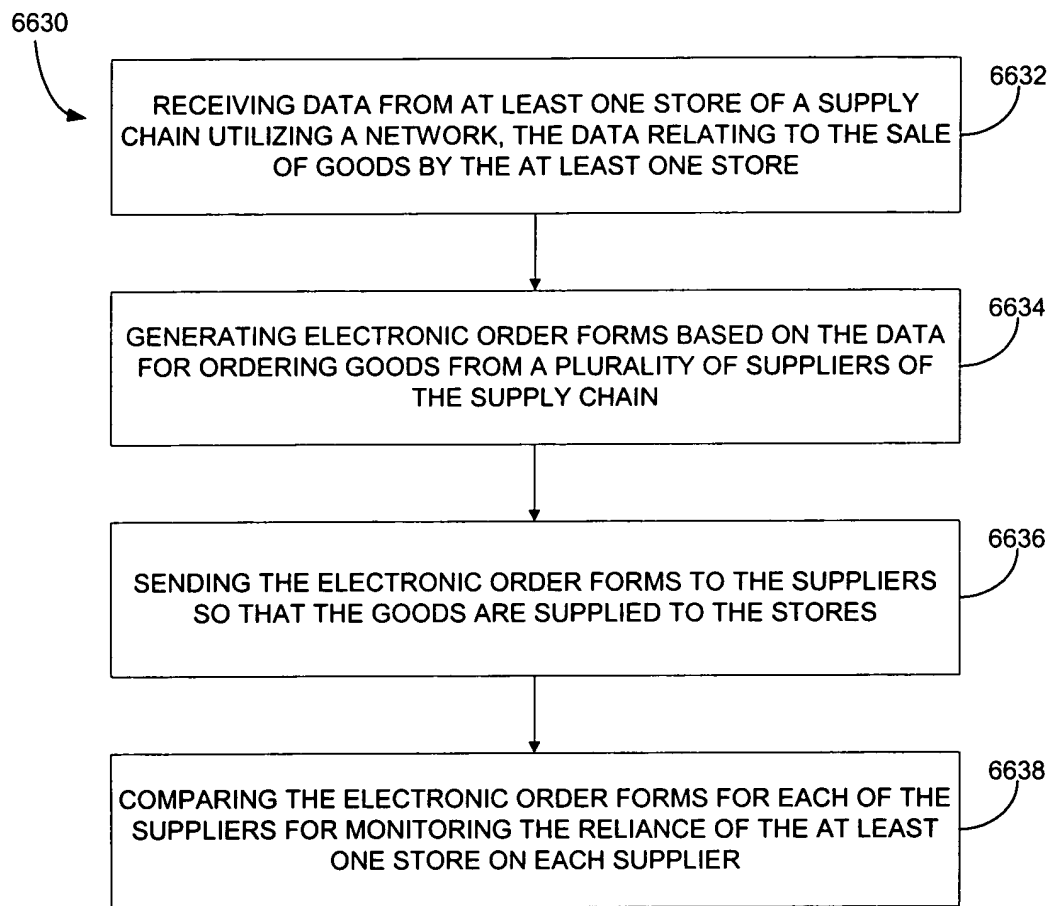 6630
6632
RECEIVING DATA FROM AT LEAST ONE STORE OF A SUPPLY
CHAIN UTILIZING A NETWORK, THE DATA RELATING TO THE SALE
OF GOODS BY THE AT LEAST ONE STORE
6634
GENERATING ELECTRONIC ORDER FORMS BASED ON THE DATA
FOR ORDERING GOODS FROM A PLURALITY OF SUPPLIERS OF
THE SUPPLY CHAIN
6636
SENDING THE ELECTRONIC ORDER FORMS TO THE SUPPLIERS
SO THAT THE GOODS ARE SUPPLIED TO THE STORES
6638
COMPARING THE ELECTRONIC ORDER FORMS FOR EACH OF THE
SUPPLIERS FOR MONITORING THE RELIANCE OF THE AT LEAST
ONE STORE ON EACH SUPPLIER